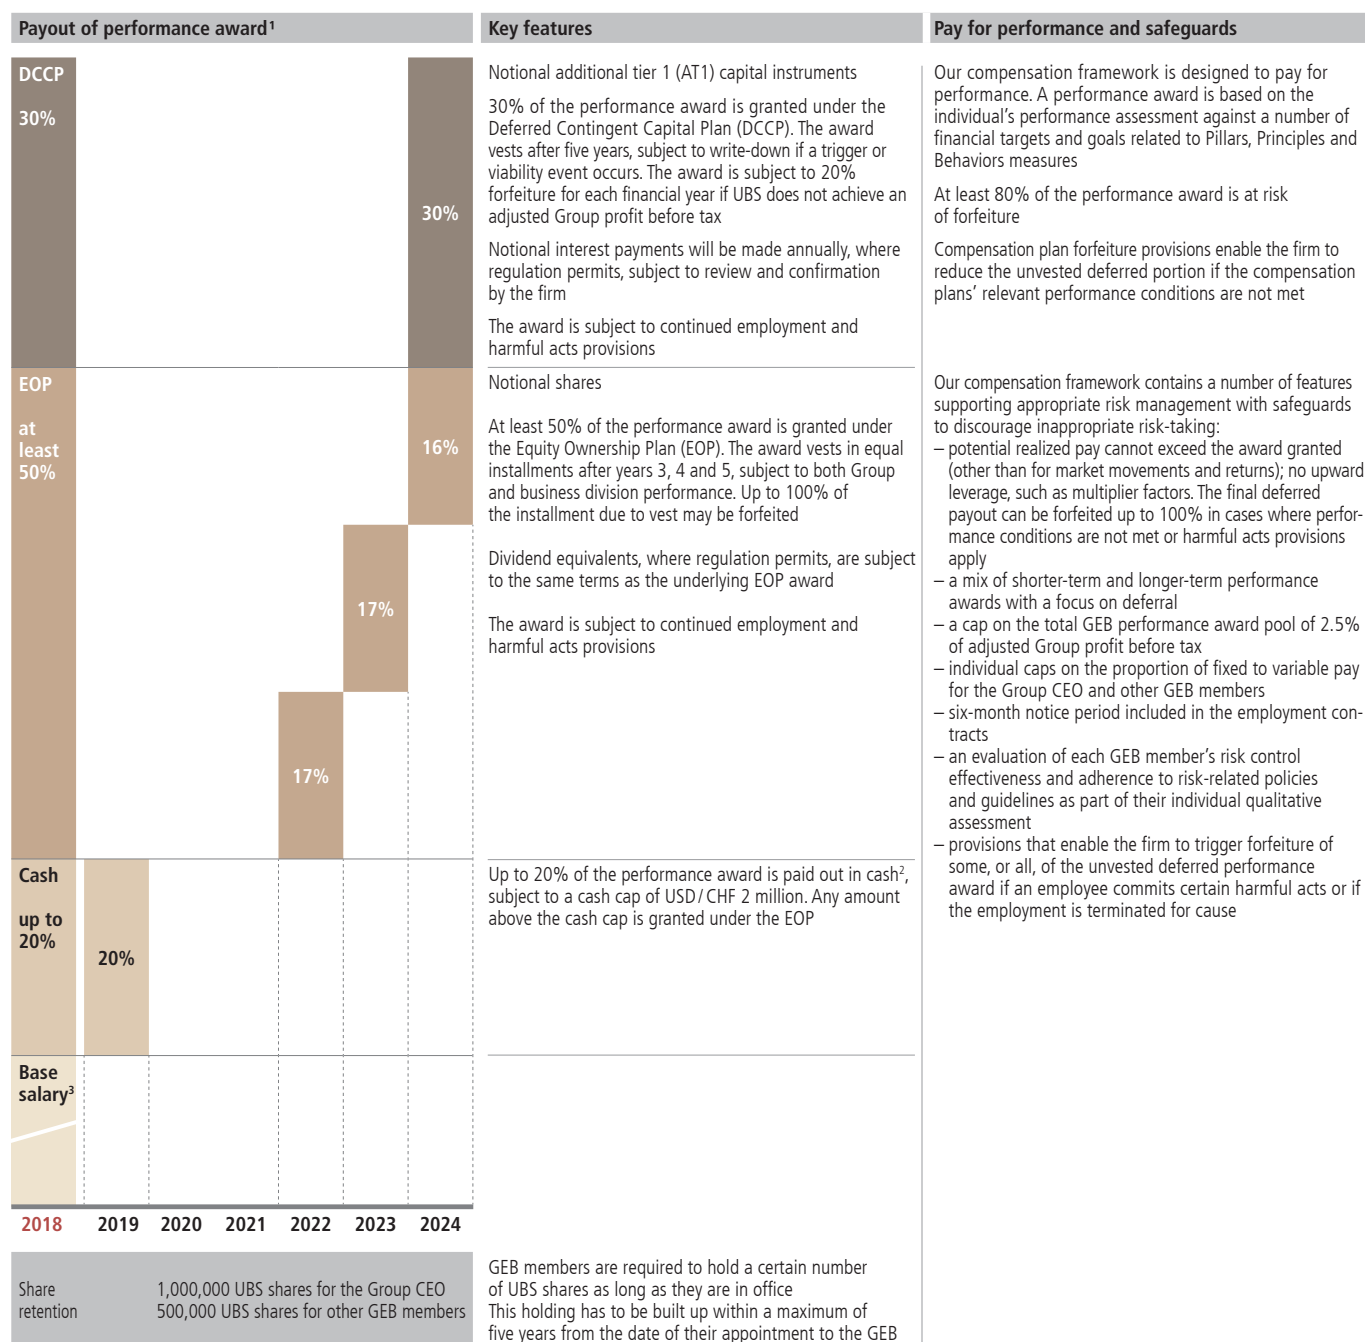 Payout of performance award¹
DCCP
30%
30%
EOP
at
least
50%
16%
17%
17%
Cash
up to
20%
20%
Base
salary³
2018 2019 2020 2021 2022 2023 2024
Share retention
1,000,000 UBS shares for the Group CEO
500,000 UBS shares for other GEB members
Key features
Notional additional tier 1 (AT1) capital instruments
30% of the performance award is granted under the
Deferred Contingent Capital Plan (DCCP). The award
vests after five years, subject to write-down if a trigger or
viability event occurs. The award is subject to 20%
forfeiture for each financial year if UBS does not achieve an
adjusted Group profit before tax
Notional interest payments will be made annually, where
regulation permits, subject to review and confirmation
by the firm
The award is subject to continued employment and
harmful acts provisions
Notional shares
At least 50% of the performance award is granted under
the Equity Ownership Plan (EOP). The award vests in equal
installments after years 3, 4 and 5, subject to both Group
and business division performance. Up to 100% of
the installment due to vest may be forfeited
Dividend equivalents, where regulation permits, are subject
to the same terms as the underlying EOP award
The award is subject to continued employment and
harmful acts provisions
Up to 20% of the performance award is paid out in cash²,
subject to a cash cap of USD / CHF 2 million. Any amount
above the cash cap is granted under the EOP
GEB members are required to hold a certain number
of UBS shares as long as they are in office
This holding has to be built up within a maximum of
five years from the date of their appointment to the GEB
Pay for performance and safeguards
Our compensation framework is designed to pay for
performance. A performance award is based on the
individual's performance assessment against a number of
financial targets and goals related to Pillars, Principles and
Behaviors measures
At least 80% of the performance award is at risk
of forfeiture
Compensation plan forfeiture provisions enable the firm to
reduce the unvested deferred portion if the compensation
plans' relevant performance conditions are not met
Our compensation framework contains a number of features
supporting appropriate risk management with safeguards
to discourage inappropriate risk-taking:
– potential realized pay cannot exceed the award granted
(other than for market movements and returns); no upward
leverage, such as multiplier factors. The final deferred
payout can be forfeited up to 100% in cases where perfor-
mance conditions are not met or harmful acts provisions
apply
– a mix of shorter-term and longer-term performance
awards with a focus on deferral
– a cap on the total GEB performance award pool of 2.5%
of adjusted Group profit before tax
– individual caps on the proportion of fixed to variable pay
for the Group CEO and other GEB members
– six-month notice period included in the employment con-
tracts
– an evaluation of each GEB member's risk control
effectiveness and adherence to risk-related policies
and guidelines as part of their individual qualitative
assessment
– provisions that enable the firm to trigger forfeiture of
some, or all, of the unvested deferred performance
award if an employee commits certain harmful acts or if
the employment is terminated for cause